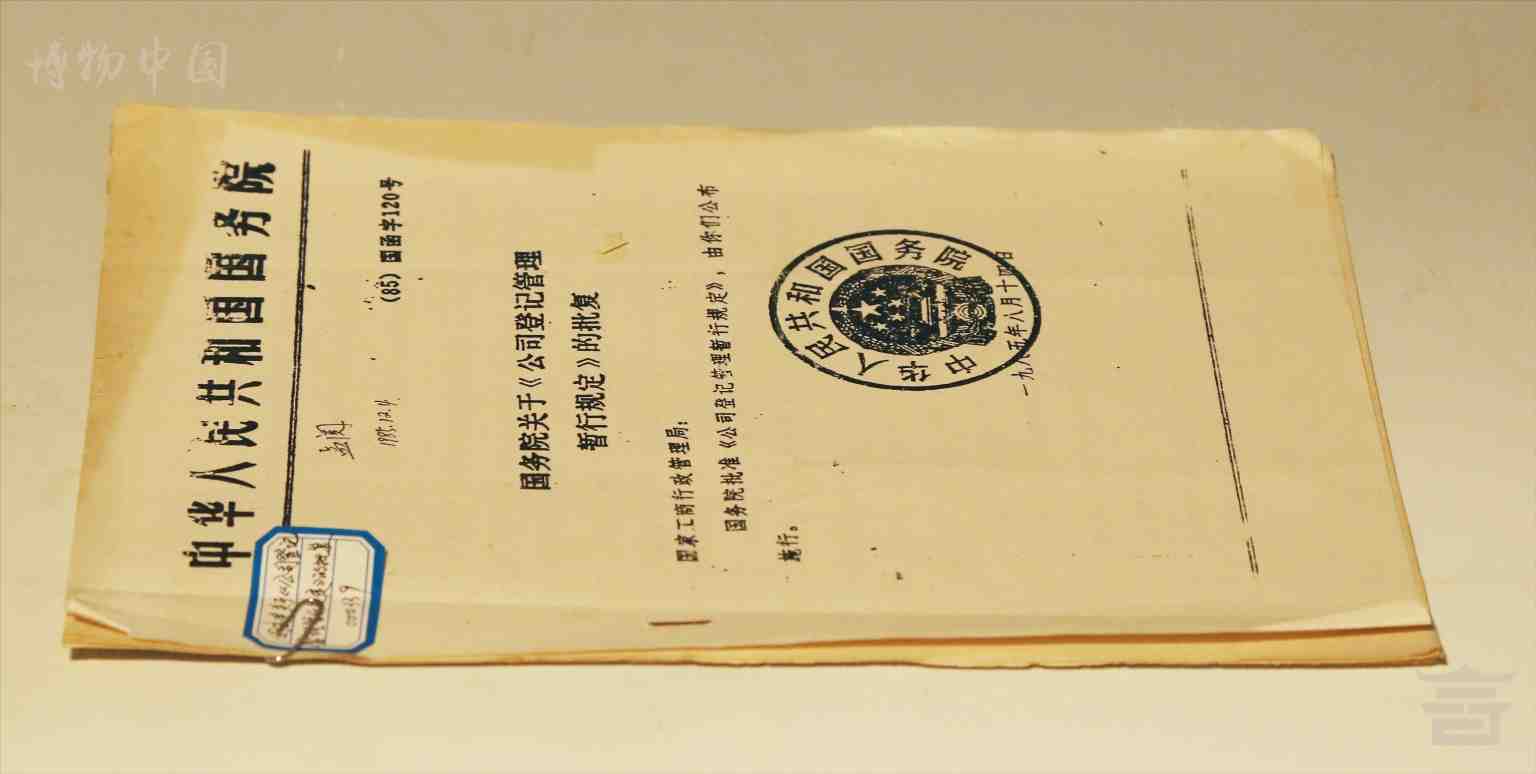 博物中国
中华人民共和国国务院
(85)国函字120号
国务院关于《公司登记管理
暂行规定》的批复
国家工商行政管理局:
国务院批准《公司登记管理暂行规定》,由你们公布
施行。
中华人民共和国国务院
一九八五年八月十四日